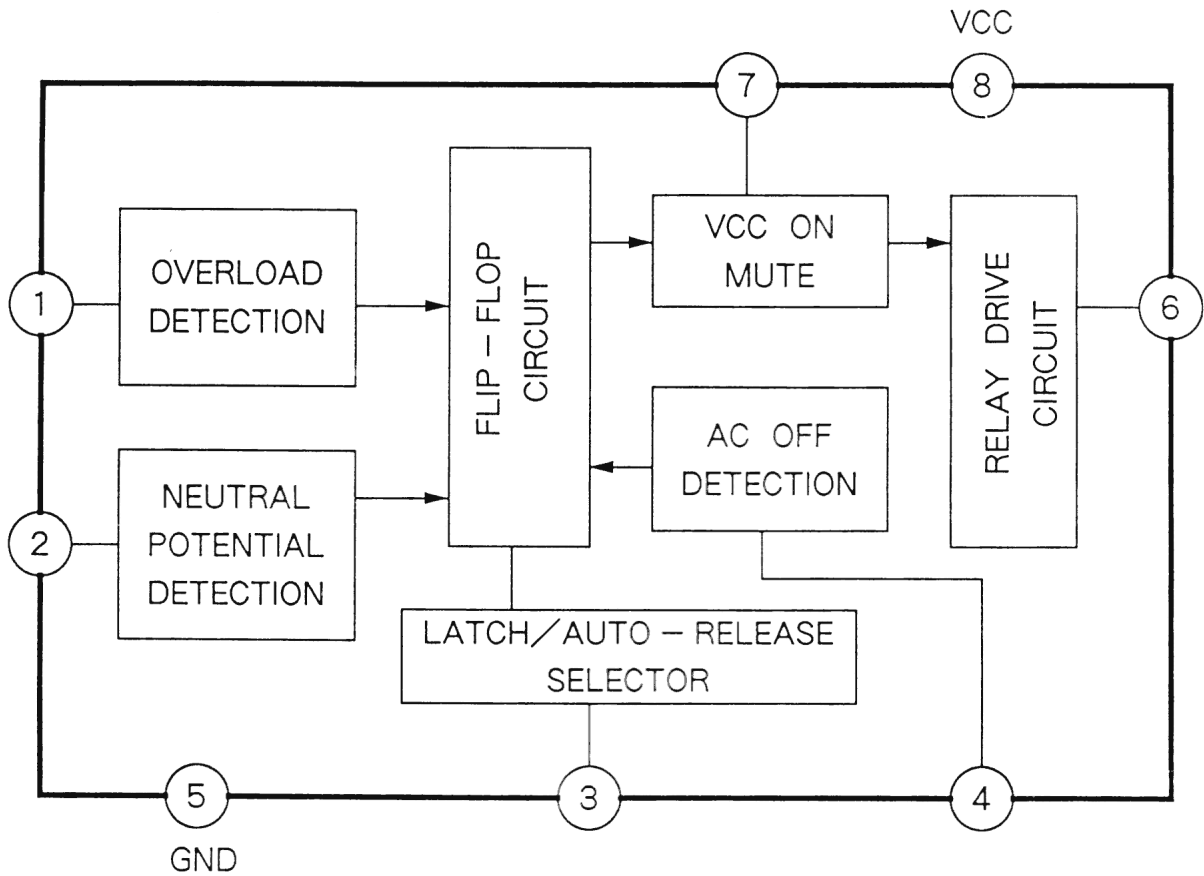 VCC
7
8
OVERLOAD
DETECTION
FLIP–FLOP
CIRCUIT
VCC ON
MUTE
RELAY DRIVE
CIRCUIT
1
6
NEUTRAL
POTENTIAL
DETECTION
AC OFF
DETECTION
2
LATCH/AUTO–RELEASE
SELECTOR
5
3
4
GND